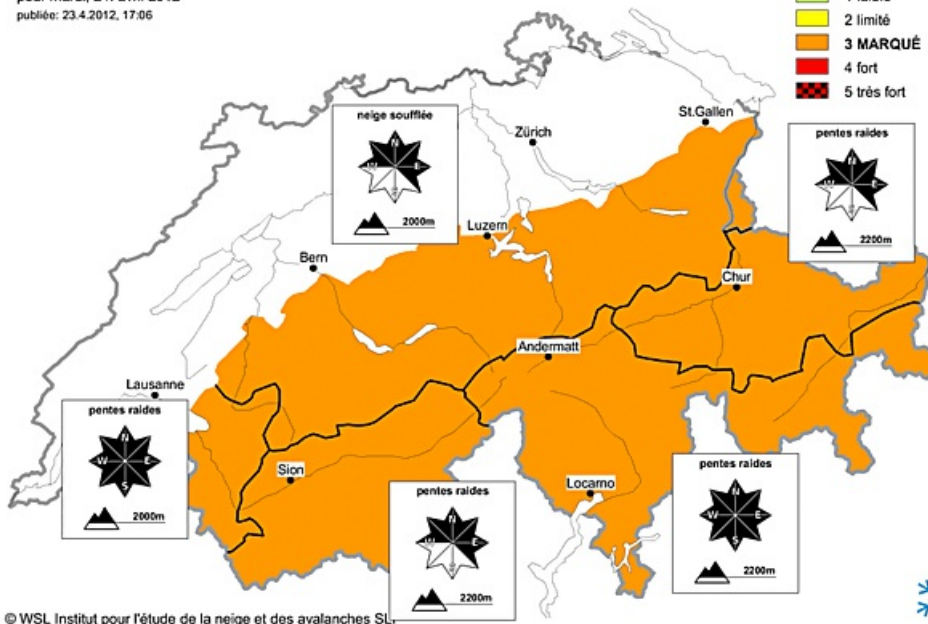 publiée: 23.4.2012, 17:06
2 limité
3 MARQUÉ
4 fort
5 très fort
neige soufflée
N
W
E
S
2000m
Zürich
St.Gallen
pentes raides
N
W
E
S
2200m
Luzern
Bern
Chur
Andermatt
Lausanne
pentes raides
N
W
E
S
2000m
Sion
pentes raides
N
W
E
S
2200m
Locarno
pentes raides
N
W
E
S
2200m
© WSL Institut pour l'étude de la neige et des avalanches SLF